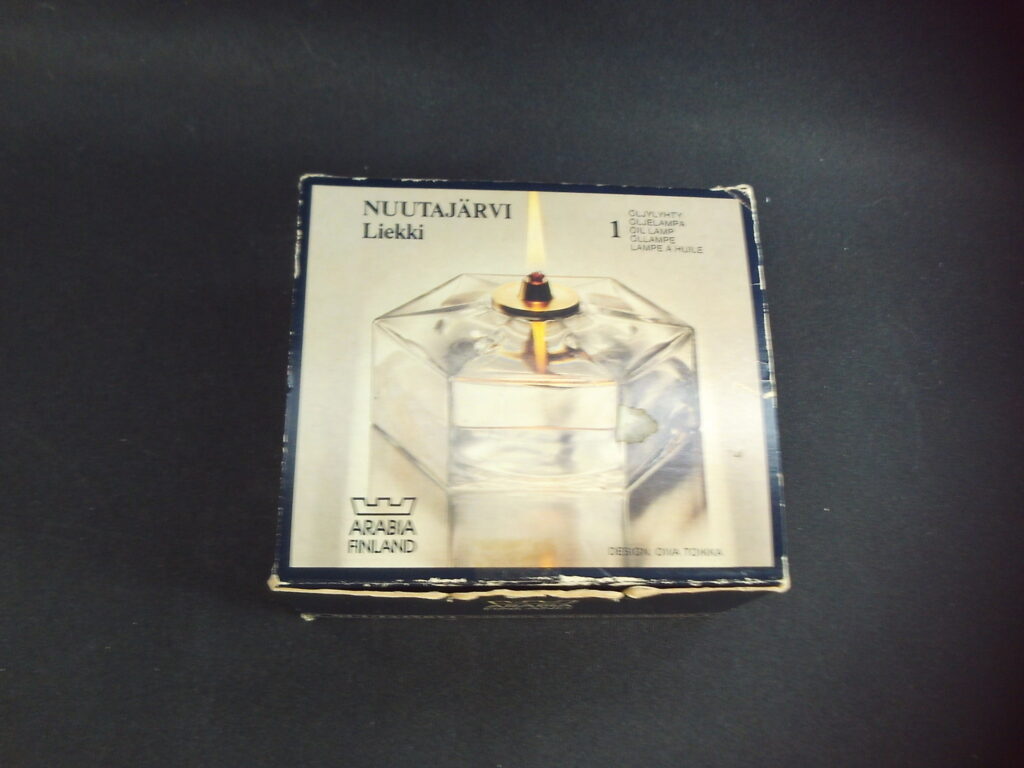 NUUTAJÄRVI
Liekki
1
ÖLJYLYHTY
OLJELAMPA
OIL LAMP
ÖLLAMPE
LAMPE A HUILE
ARABIA
FINLAND
DESIGN: OIVA TOIKKA